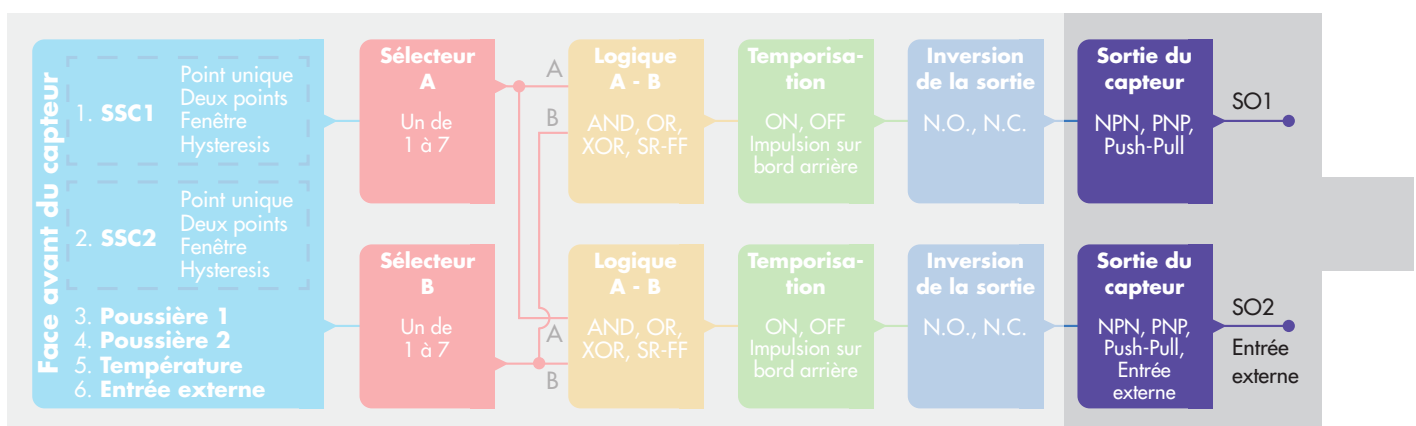 Face avant du capteur
1. SSC1
Point unique
Deux points
Fenêtre
Hysteresis
2. SSC2
Point unique
Deux points
Fenêtre
Hysteresis
3. Poussière 1
4. Poussière 2
5. Température
6. Entrée externe
Sélecteur
A
Un de
1 à 7
A
B
Logique
A - B
AND, OR,
XOR, SR-FF
Temporisa-
tion
ON, OFF
Impulsion sur
bord arrière
Inversion
de la sortie
N.O., N.C.
Sortie du
capteur
NPN, PNP,
Push-Pull
SO1
Sélecteur
B
Un de
1 à 7
A
B
Logique
A - B
AND, OR,
XOR, SR-FF
Temporisa-
tion
ON, OFF
Impulsion sur
bord arrière
Inversion
de la sortie
N.O., N.C.
Sortie du
capteur
NPN, PNP,
Push-Pull,
Entrée
externe
SO2
Entrée
externe